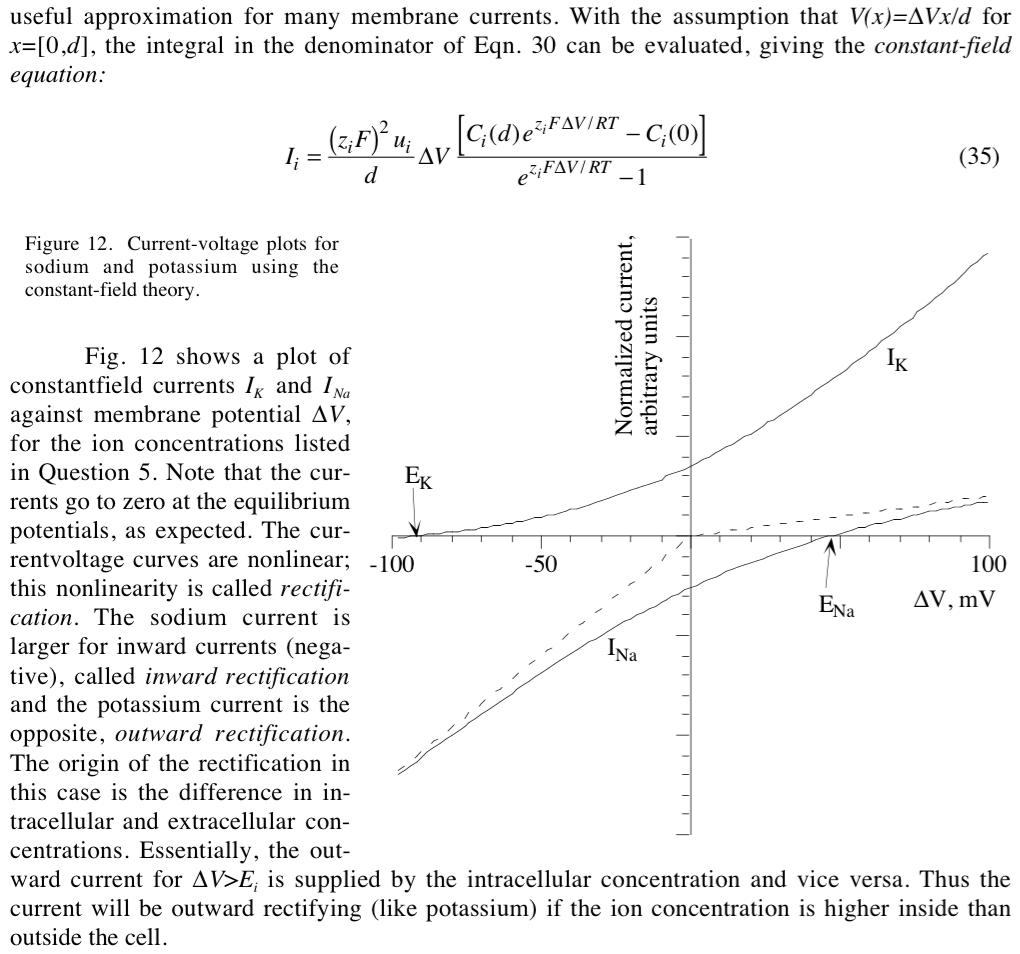 useful approximation for many membrane currents. With the assumption that V(x)=ΔVx/d for
x=[0,d], the integral in the denominator of Eqn. 30 can be evaluated, giving the constant-field
equation:
I_i = (z_iF)^2 u_i / d ΔV [C_i(d) e^{z_iFΔV/RT} − C_i(0)] / (e^{z_iFΔV/RT} − 1) (35)
Figure 12. Current-voltage plots for
sodium and potassium using the
constant-field theory.
Fig. 12 shows a plot of
constantfield currents I_K and I_Na
against membrane potential ΔV,
for the ion concentrations listed
in Question 5. Note that the cur-
rents go to zero at the equilibrium
potentials, as expected. The cur-
rentvoltage curves are nonlinear;
this nonlinearity is called rectifi-
cation. The sodium current is
larger for inward currents (nega-
tive), called inward rectification
and the potassium current is the
opposite, outward rectification.
The origin of the rectification in
this case is the difference in in-
tracellular and extracellular con-
centrations. Essentially, the out-
ward current for ΔV>E_i is supplied by the intracellular concentration and vice versa. Thus the
current will be outward rectifying (like potassium) if the ion concentration is higher inside than
outside the cell.
Normalized current,
arbitrary units
I_K
E_K
-100
-50
100
E_Na
ΔV, mV
I_Na